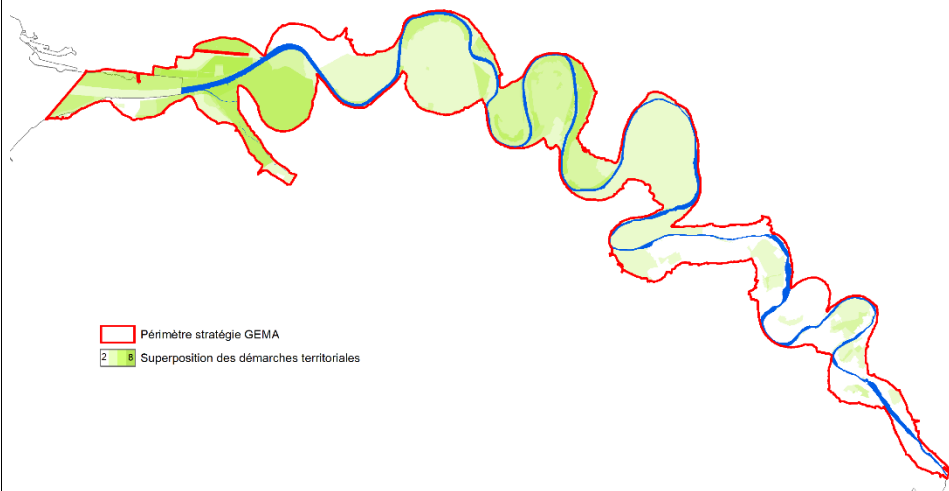 Périmètre stratégie GEMA
2 8 Superposition des démarches territoriales